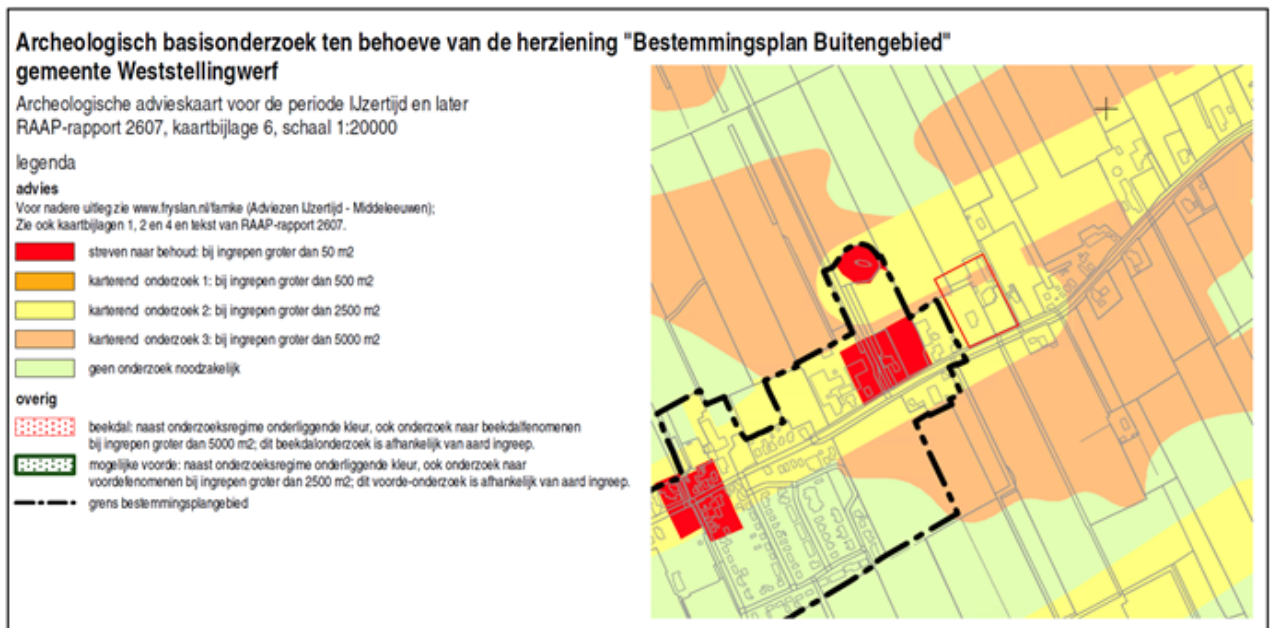 Archeologisch basisonderzoek ten behoeve van de herziening "Bestemmingsplan Buitengebied"
gemeente Weststellingwerf
Archeologische advieskaart voor de periode IJzertijd en later
RAAP-rapport 2607, kaartbijlage 6, schaal 1:20000
legenda
advies
Voor nadere uitleg zie www.fryslan.nl/famke (Adviezen IJzertijd - Middeleeuwen);
Zie ook kaartbijlagen 1, 2 en 4 en tekst van RAAP-rapport 2607.
streven naar behoud: bij ingrepen groter dan 50 m2
karterend onderzoek 1: bij ingrepen groter dan 500 m2
karterend onderzoek 2: bij ingrepen groter dan 2500 m2
karterend onderzoek 3: bij ingrepen groter dan 5000 m2
geen onderzoek noodzakelijk
overig
beekdal: naast onderzoeksregime onderliggende kleur, ook onderzoek naar beekdalfenomenen
bij ingrepen groter dan 5000 m2; dit beekdalonderzoek is afhankelijk van aard ingreep.
mogelijke voorde: naast onderzoeksregime onderliggende kleur, ook onderzoek naar
voordefenomenen bij ingrepen groter dan 2500 m2; dit voorde-onderzoek is afhankelijk van aard ingreep.
grens bestemmingsplangebied